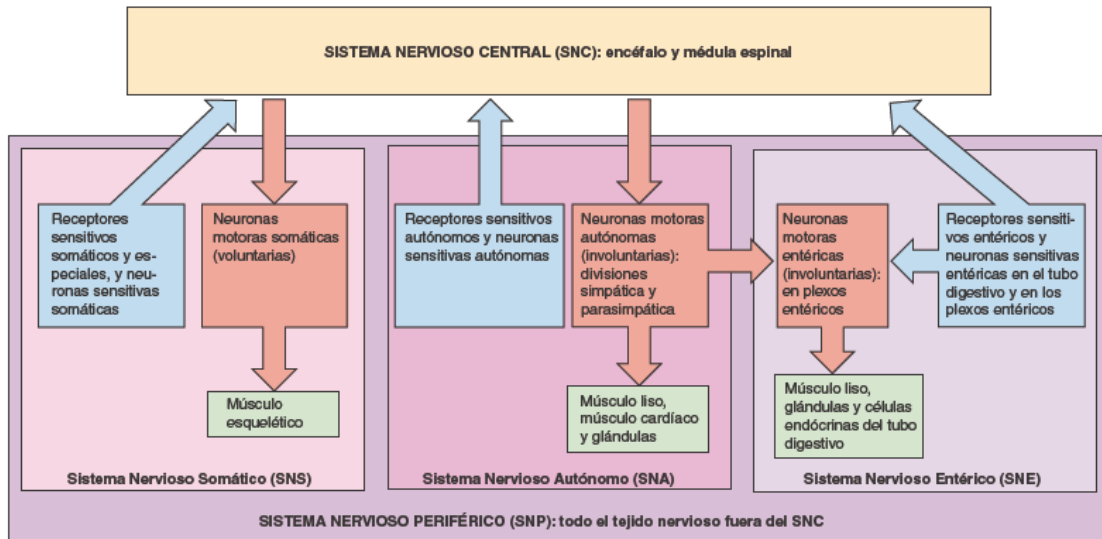 SISTEMA NERVIOSO CENTRAL (SNC): encéfalo y médula espinal
Receptores
sensitivos
somáticos y es-
peciales, y neu-
ronas sensitivas
somáticas
Neuronas
motoras somáticas
(voluntarias)
Músculo
esquelético
Sistema Nervioso Somático (SNS)
Receptores sensitivos
autónomos y neuronas
sensitivas autónomas
Neuronas motoras
autónomas
(involuntarias):
divisiones
simpática y
parasimpática
Músculo liso,
músculo cardíaco
y glándulas
Sistema Nervioso Autónomo (SNA)
Neuronas
motoras
entéricas
(involuntarias):
en plexos
entéricos
Receptores sensiti-
vos entéricos y
neuronas sensitivas
entéricas en el tubo
digestivo y en los
plexos entéricos
Músculo liso,
glándulas y células
endócrinas del tubo
digestivo
Sistema Nervioso Entérico (SNE)
SISTEMA NERVIOSO PERIFÉRICO (SNP): todo el tejido nervioso fuera del SNC